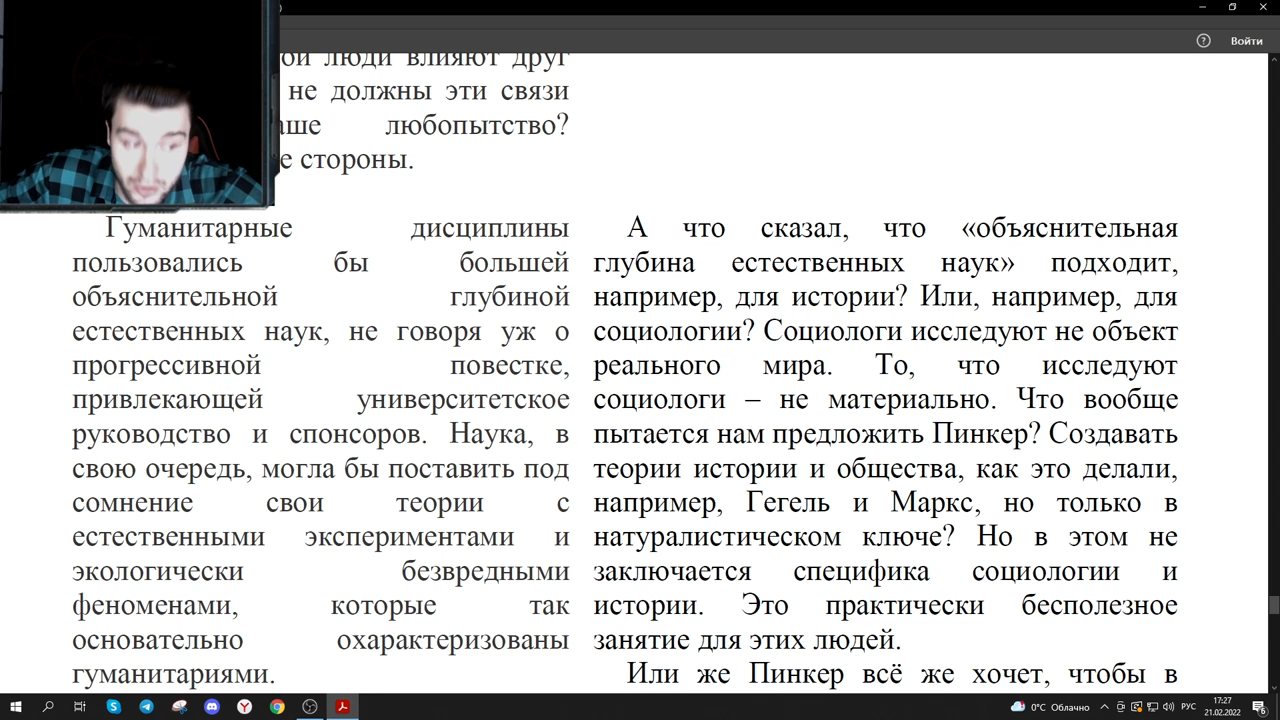 Войти
ой люди влияют друг
не должны эти связи
аше любопытство?
е стороны.
Гуманитарные дисциплины
пользовались бы большей
объяснительной глубиной
естественных наук, не говоря уж о
прогрессивной повестке,
привлекающей университетское
руководство и спонсоров. Наука, в
свою очередь, могла бы поставить под
сомнение свои теории с
естественными экспериментами и
экологически безвредными
феноменами, которые так
основательно охарактеризованы
гуманитариями.
А что сказал, что «объяснительная
глубина естественных наук» подходит,
например, для истории? Или, например, для
социологии? Социологи исследуют не объект
реального мира. То, что исследуют
социологи – не материально. Что вообще
пытается нам предложить Пинкер? Создавать
теории истории и общества, как это делали,
например, Гегель и Маркс, но только в
натуралистическом ключе? Но в этом не
заключается специфика социологии и
истории. Это практически бесполезное
занятие для этих людей.
Или же Пинкер всё же хочет, чтобы в
0°C Облачно
РУС
17:27
21.02.2022
6